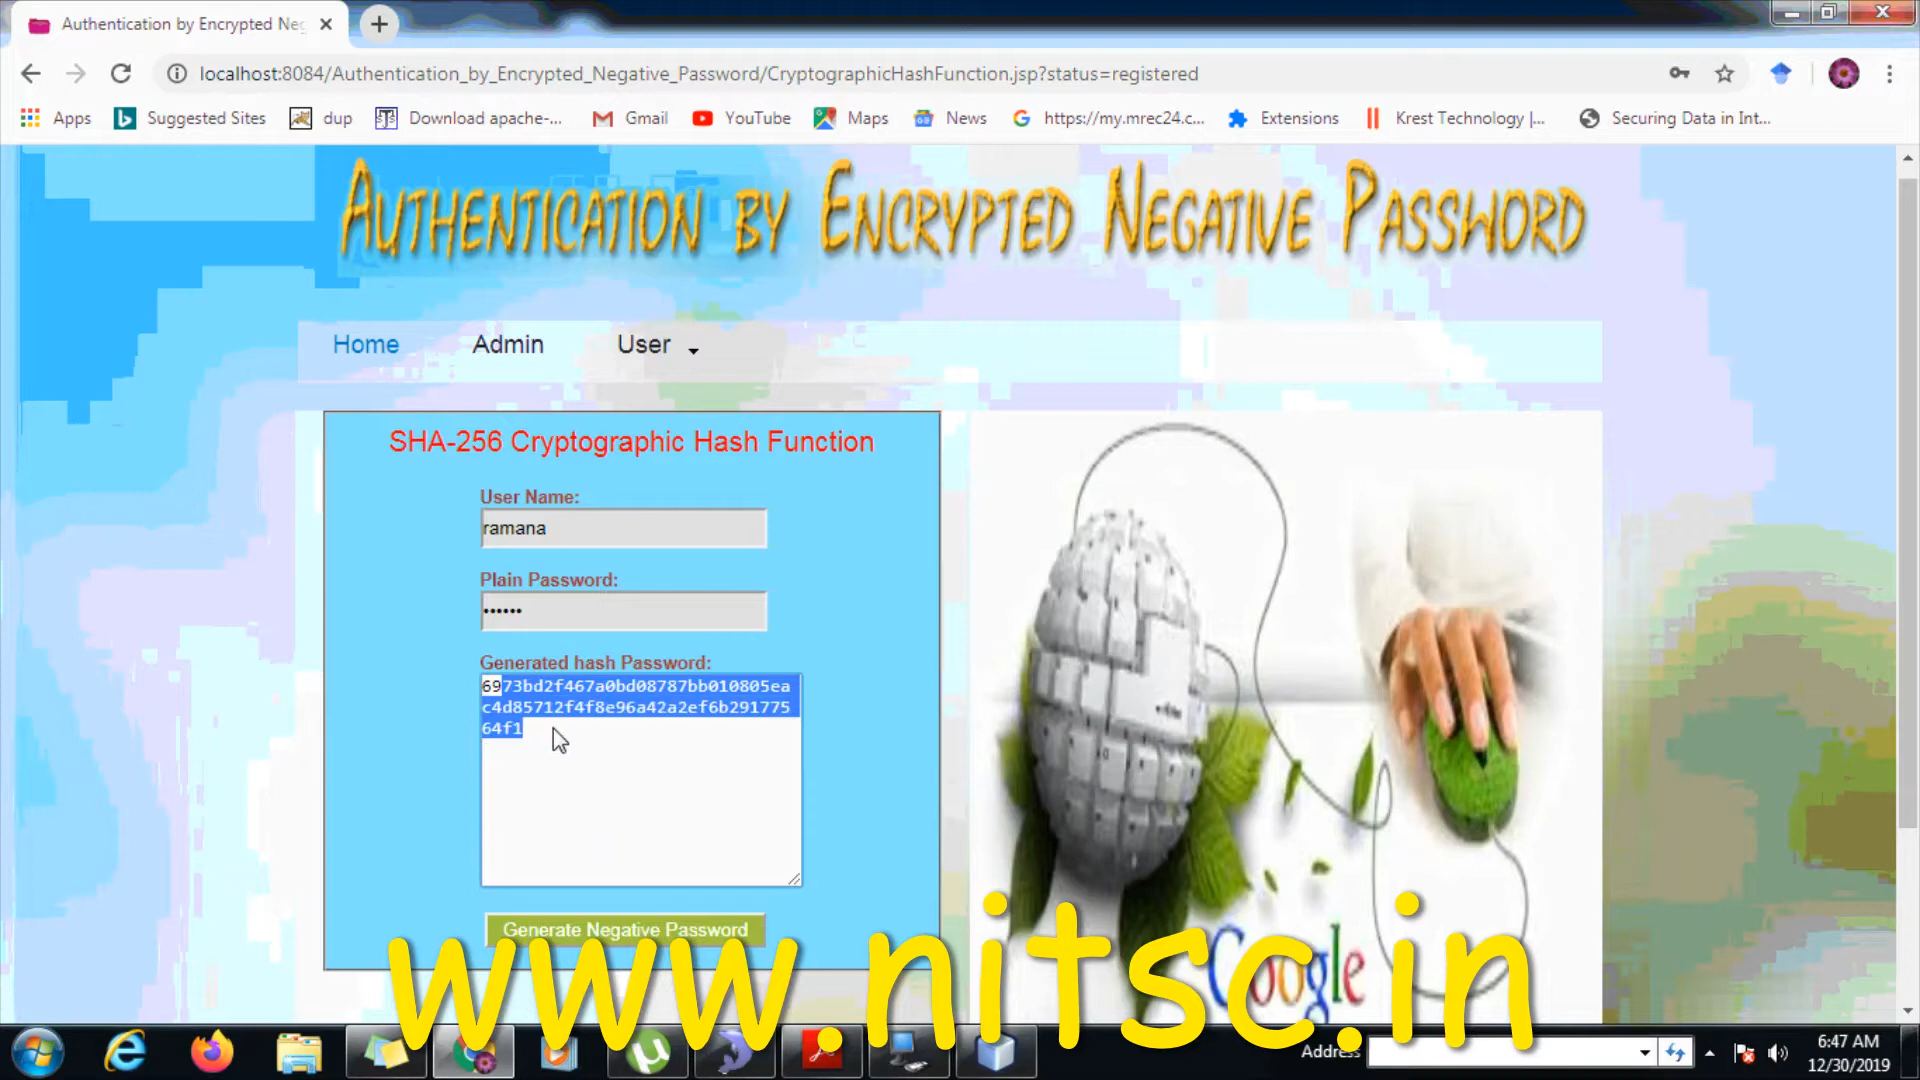 Authentication by Encrypted Neg
localhost:8084/Authentication_by_Encrypted_Negative_Password/CryptographicHashFunction.jsp?status=registered
Apps Suggested Sites dup Download apache-... Gmail YouTube Maps News https://my.mrec24.c... Extensions Krest Technology |... Securing Data in Int...
Authentication by Encrypted Negative Password
Home Admin User
SHA-256 Cryptographic Hash Function
User Name:
ramana
Plain Password:
••••••
Generated hash Password:
6973bd2f467a0bd08787bb010805ea
c4d85712f4f8e96a42a2ef6b291775
64f1
Generate Negative Password
Google
www.nitsc.in
Address
6:47 AM
12/30/2019